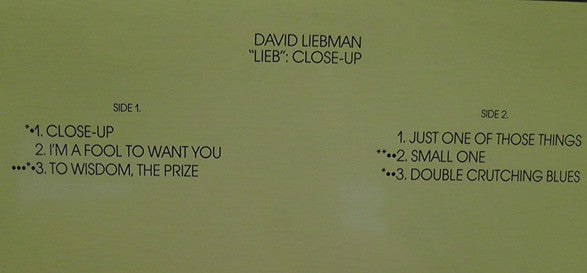 DAVID LIEBMAN
"LIEB": CLOSE-UP
SIDE 1.
*•1. CLOSE-UP
2. I'M A FOOL TO WANT YOU
•••*•3. TO WISDOM, THE PRIZE
SIDE 2.
1. JUST ONE OF THOSE THINGS
**••2. SMALL ONE
*••3. DOUBLE CRUTCHING BLUES